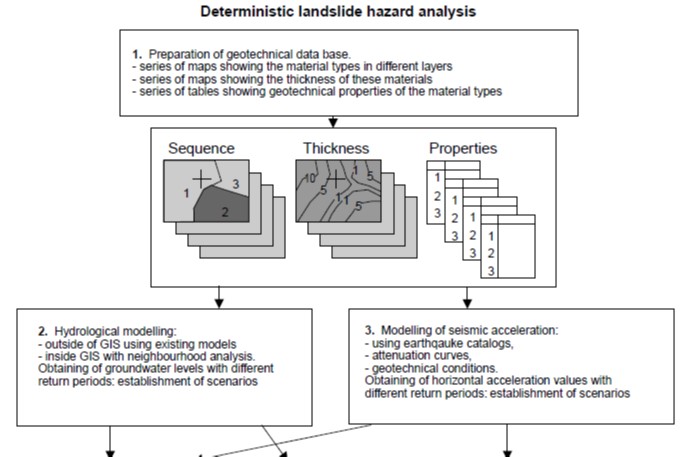 Deterministic landslide hazard analysis
1. Preparation of geotechnical data base.
- series of maps showing the material types in different layers
- series of maps showing the thickness of these materials
- series of tables showing geotechnical properties of the material types
Sequence Thickness Properties
1 3 2
10 5 1 5 1 1 5
1 2 3
1 2 3
1 2 3
1 2 3
2. Hydrological modelling:
- outside of GIS using existing models
- inside GIS with neighbourhood analysis.
Obtaining of groundwater levels with different
return periods: establishment of scenarios
3. Modelling of seismic acceleration:
- using earthqauke catalogs,
- attenuation curves,
- geotechnical conditions.
Obtaining of horizontal acceleration values with
different return periods: establishment of scenarios